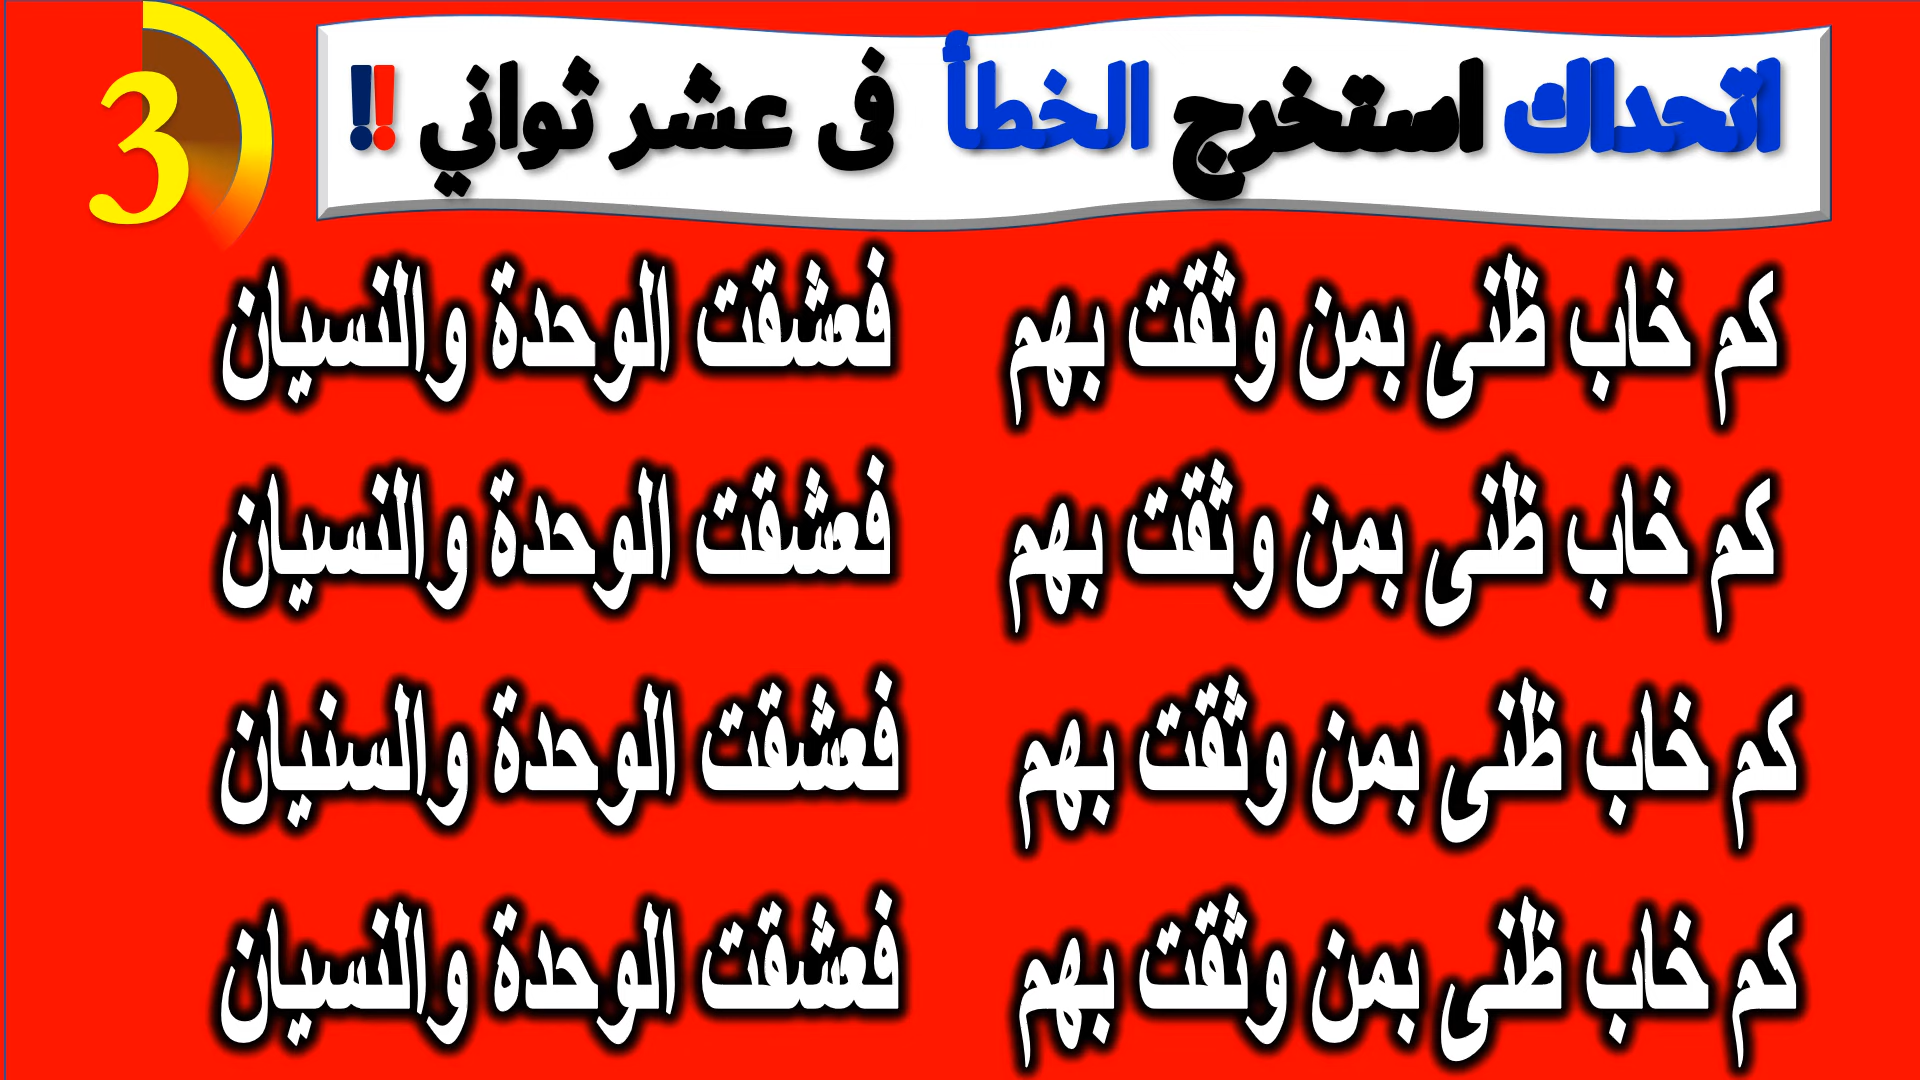 3
اتحداك استخرج الخطأ فى عشر ثواني !!
كم خاب ظنى بمن وثقت بهم فعشقت الوحدة والنسيان
كم خاب ظنى بمن وثقت بهم فعشقت الوحدة والنسيان
كم خاب ظنى بمن وثقت بهم فعشقت الوحدة والسنيان
كم خاب ظنى بمن وثقت بهم فعشقت الوحدة والنسيان